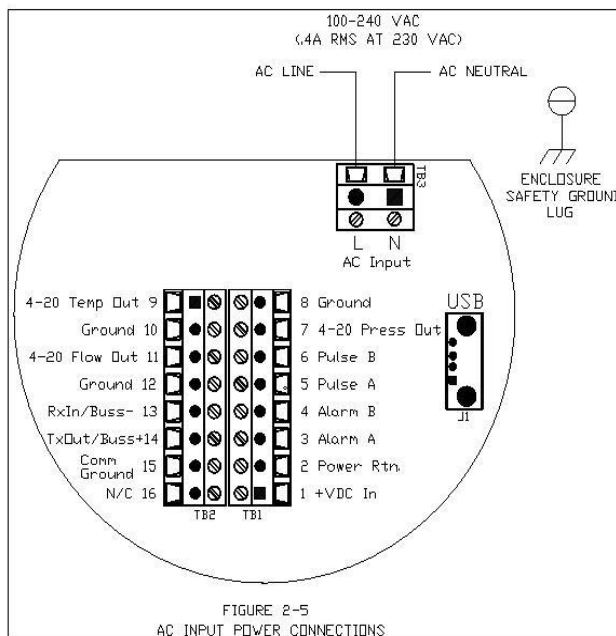 100-240 VAC
(.4A RMS AT 230 VAC)
AC LINE
AC NEUTRAL
TB3
ENCLOSURE
SAFETY GROUND
LUG
L N
AC Input
USB
J1
4-20 Temp Out 9
Ground 10
4-20 Flow Out 11
Ground 12
RxIn/Buss- 13
TxOut/Buss+14
Comm
Ground 15
N/C 16
8 Ground
7 4-20 Press Out
6 Pulse B
5 Pulse A
4 Alarm B
3 Alarm A
2 Power Rtn.
1 +VDC In
TB2 TB1
FIGURE 2-5
AC INPUT POWER CONNECTIONS